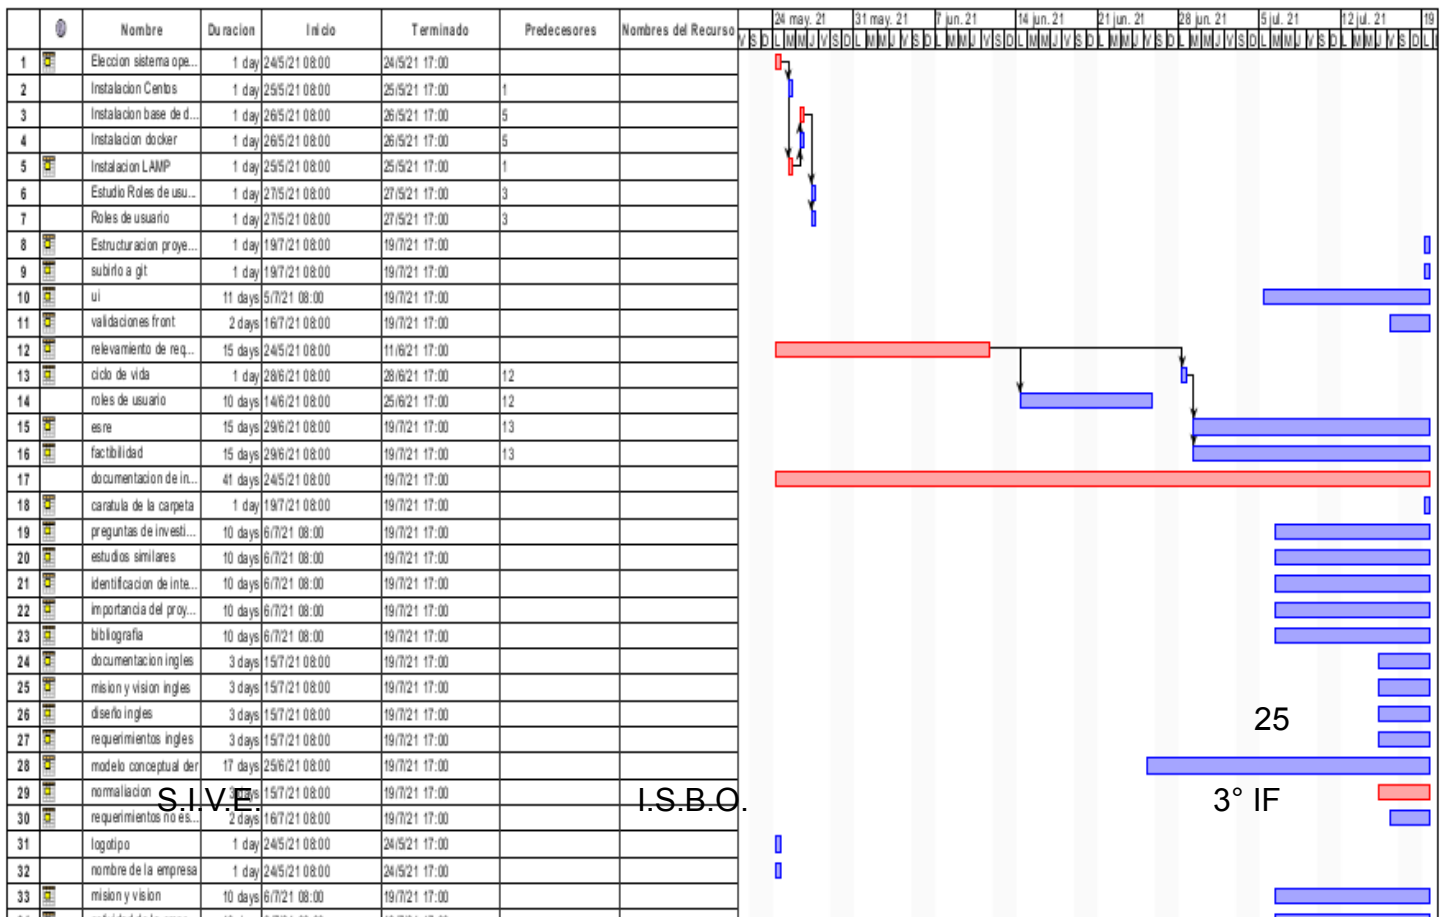 Nombre Duracion Inicio Terminado Predecesores Nombres del Recurso
24 may. 21 31 may. 21 7 jun. 21 14 jun. 21 21 jun. 21 28 jun. 21 5 jul. 21 12 jul. 21 19
V S D L M M J V S D L M M J V S D L M M J V S D L M M J V S D L M M J V S D L M M J V S D L M M J V S D L M M J V S D L
1 Eleccion sistema ope... 1 day 24/5/21 08:00 24/5/21 17:00
2 Instalacion Centos 1 day 25/5/21 08:00 25/5/21 17:00 1
3 Instalacion base de d... 1 day 26/5/21 08:00 26/5/21 17:00 5
4 Instalacion docker 1 day 26/5/21 08:00 26/5/21 17:00 5
5 Instalacion LAMP 1 day 25/5/21 08:00 25/5/21 17:00 1
6 Estudio Roles de usu... 1 day 27/5/21 08:00 27/5/21 17:00 3
7 Roles de usuario 1 day 27/5/21 08:00 27/5/21 17:00 3
8 Estructuracion proye... 1 day 19/7/21 08:00 19/7/21 17:00
9 subirlo a git 1 day 19/7/21 08:00 19/7/21 17:00
10 ui 11 days 5/7/21 08:00 19/7/21 17:00
11 validaciones front 2 days 16/7/21 08:00 19/7/21 17:00
12 relevamiento de req... 15 days 24/5/21 08:00 11/6/21 17:00
13 ciclo de vida 1 day 28/6/21 08:00 28/6/21 17:00 12
14 roles de usuario 10 days 14/6/21 08:00 25/6/21 17:00 12
15 esre 15 days 29/6/21 08:00 19/7/21 17:00 13
16 factibilidad 15 days 29/6/21 08:00 19/7/21 17:00 13
17 documentacion de in... 41 days 24/5/21 08:00 19/7/21 17:00
18 caratula de la carpeta 1 day 19/7/21 08:00 19/7/21 17:00
19 preguntas de investi... 10 days 6/7/21 08:00 19/7/21 17:00
20 estudios similares 10 days 6/7/21 08:00 19/7/21 17:00
21 identificacion de inte... 10 days 6/7/21 08:00 19/7/21 17:00
22 importancia del proy... 10 days 6/7/21 08:00 19/7/21 17:00
23 bibliografia 10 days 6/7/21 08:00 19/7/21 17:00
24 documentacion ingles 3 days 15/7/21 08:00 19/7/21 17:00
25 mision y vision ingles 3 days 15/7/21 08:00 19/7/21 17:00
26 diseño ingles 3 days 15/7/21 08:00 19/7/21 17:00
25
27 requerimientos ingles 3 days 15/7/21 08:00 19/7/21 17:00
28 modelo conceptual der 17 days 25/6/21 08:00 19/7/21 17:00
29 normaliacion 3 days 15/7/21 08:00 19/7/21 17:00
S.I.V.E. I.S.B.O. 3° IF
30 requerimientos no es... 2 days 16/7/21 08:00 19/7/21 17:00
31 logotipo 1 day 24/5/21 08:00 24/5/21 17:00
32 nombre de la empresa 1 day 24/5/21 08:00 24/5/21 17:00
33 mision y vision 10 days 6/7/21 08:00 19/7/21 17:00